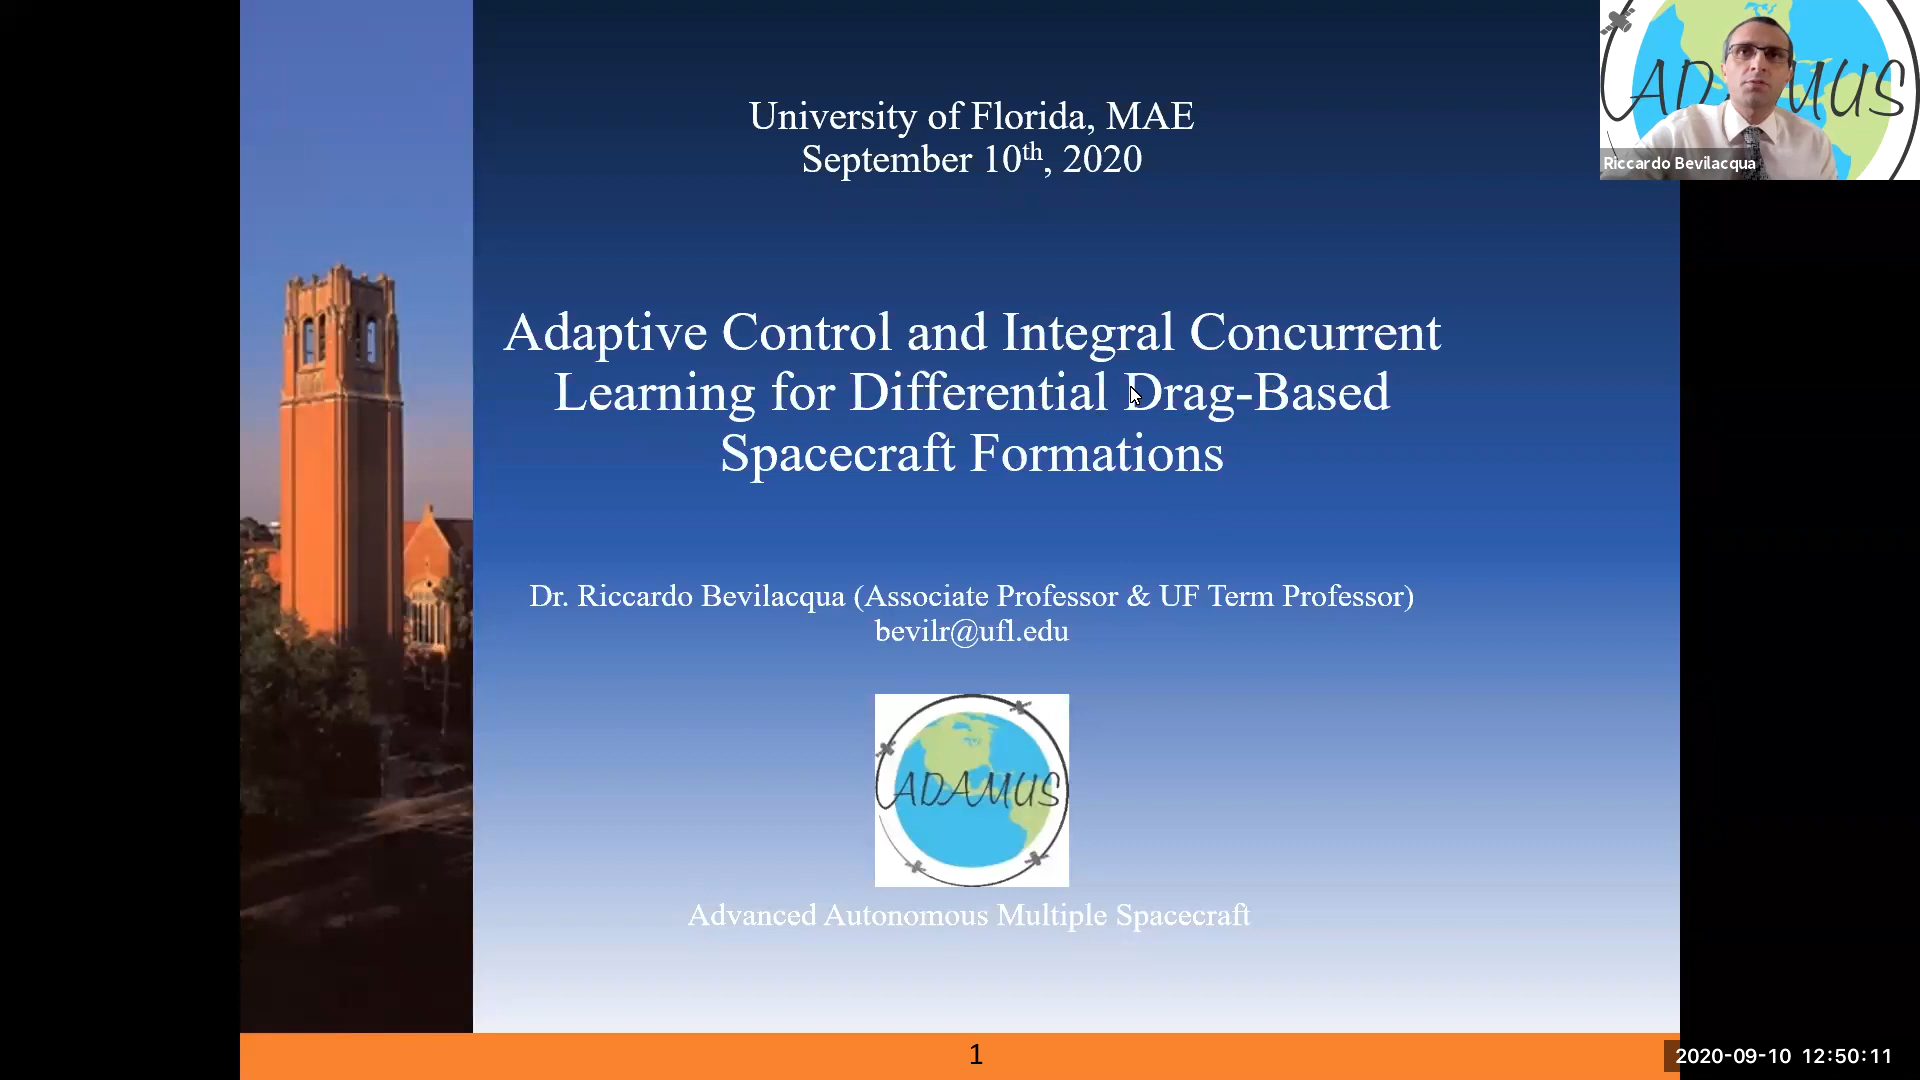 University of Florida, MAE
September 10th, 2020
Adaptive Control and Integral Concurrent
Learning for Differential Drag-Based
Spacecraft Formations
Dr. Riccardo Bevilacqua (Associate Professor & UF Term Professor)
bevilr@ufl.edu
ADAMUS
Advanced Autonomous Multiple Spacecraft
1
AD MUS
Riccardo Bevilacqua
2020-09-10 12:50:11